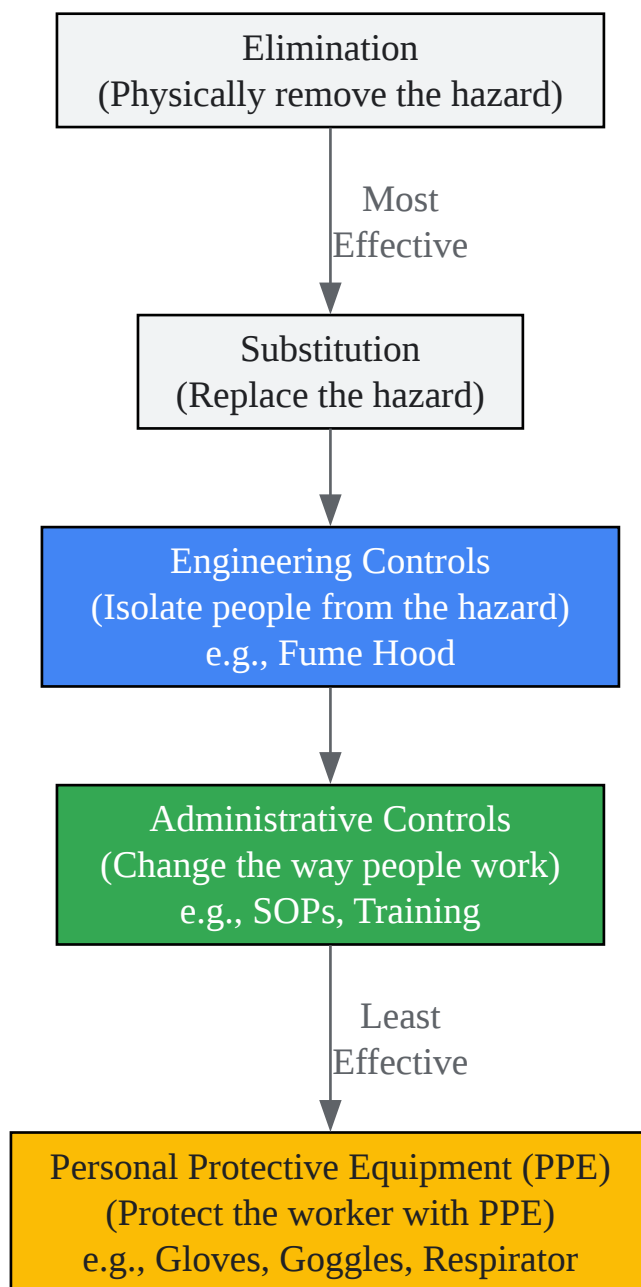 Elimination
(Physically remove the hazard)
Most
Effective
Substitution
(Replace the hazard)
Engineering Controls
(Isolate people from the hazard)
e.g., Fume Hood
Administrative Controls
(Change the way people work)
e.g., SOPs, Training
Least
Effective
Personal Protective Equipment (PPE)
(Protect the worker with PPE)
e.g., Gloves, Goggles, Respirator